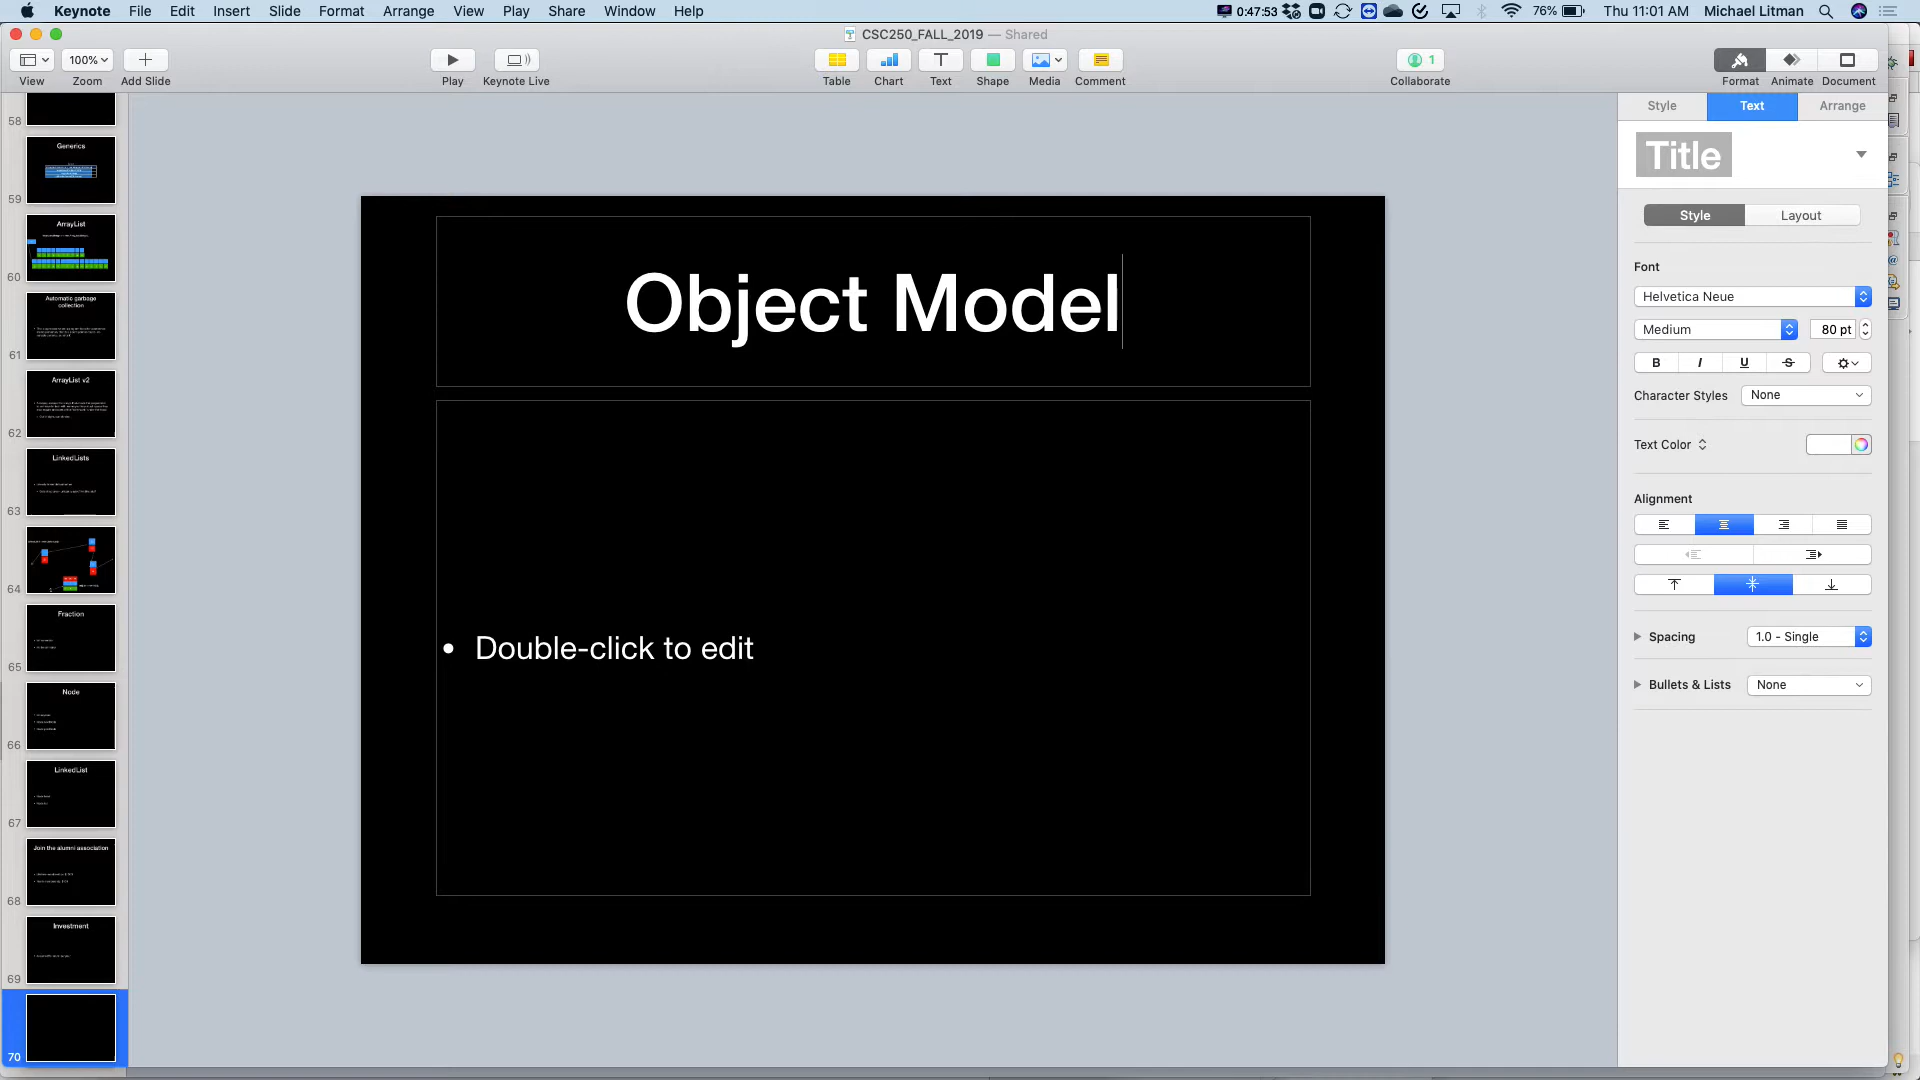 Keynote File Edit Insert Slide Format Arrange View Play Share Window Help 0:47:53 76% Thu 11:01 AM Michael Litman
CSC250_FALL_2019 — Shared
100% 1
View Zoom Add Slide Play Keynote Live Table Chart Text Shape Media Comment Collaborate Format Animate Document
Style Text Arrange
Title
Style Layout
Font
Helvetica Neue
Medium 80 pt
B I U S
Character Styles None
Text Color
Alignment
Spacing 1.0 - Single
Bullets & Lists None
58
Generics
59
ArrayList
60
Automatic garbage
collection
61
ArrayList v2
62
LinkedLists
63
64
Fraction
65
Node
66
LinkedList
67
Join the alumni association
68
Investment
69
70
Object Model
• Double-click to edit